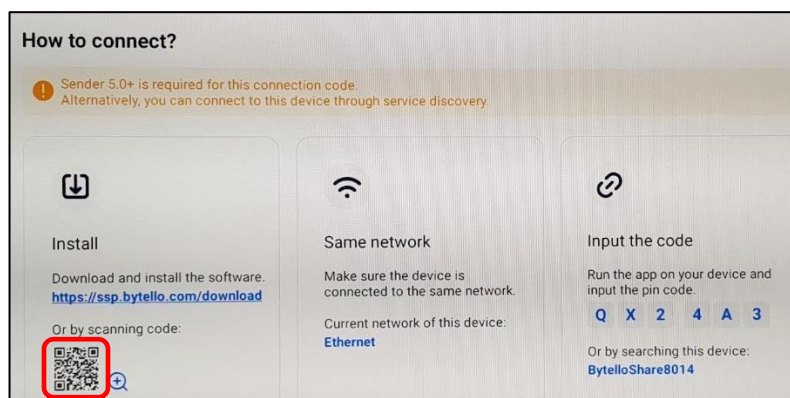 How to connect?
Sender 5.0+ is required for this connection code.
Alternatively, you can connect to this device through service discovery.
Install
Download and install the software.
https://ssp.bytello.com/download
Or by scanning code:
Same network
Make sure the device is
connected to the same network.
Current network of this device:
Ethernet
Input the code
Run the app on your device and
input the pin code.
Q X 2 4 A 3
Or by searching this device:
BytelloShare8014